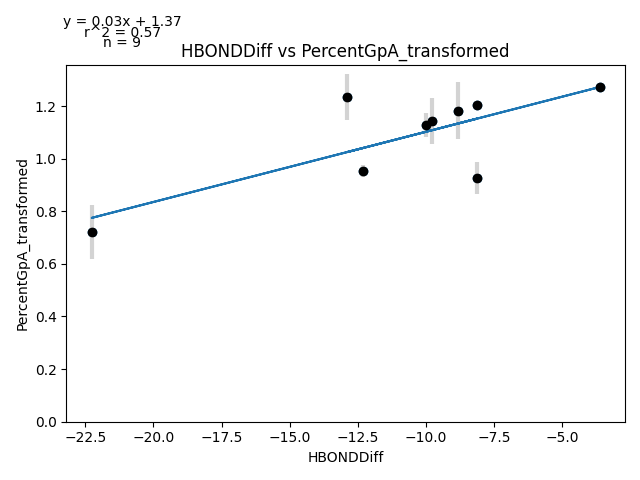 y = 0.03x + 1.37
r^2 = 0.57
n = 9
HBONDDiff vs PercentGpA_transformed
PercentGpA_transformed
1.2
1.0
0.8
0.6
0.4
0.2
0.0
−22.5 −20.0 −17.5 −15.0 −12.5 −10.0 −7.5 −5.0
HBONDDiff